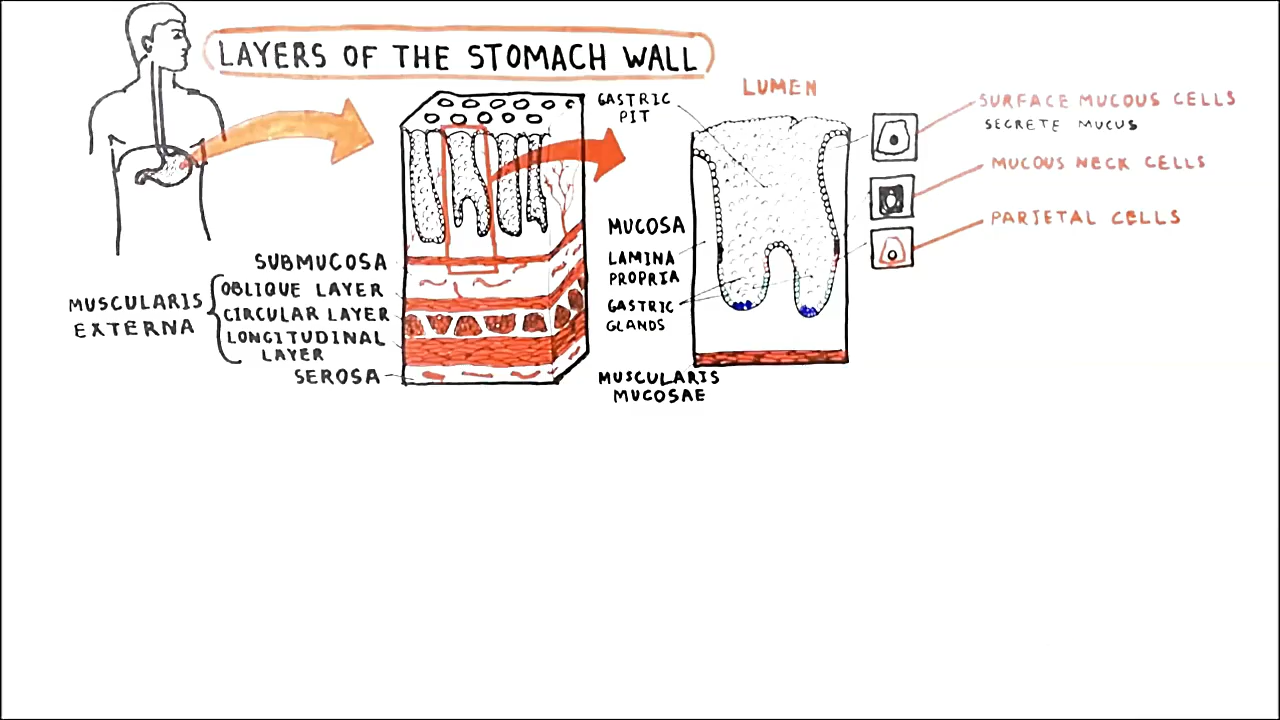 LAYERS OF THE STOMACH WALL
SUBMUCOSA
MUSCULARIS
EXTERNA
OBLIQUE LAYER
CIRCULAR LAYER
LONGITUDINAL
LAYER
SEROSA
GASTRIC
PIT
LUMEN
MUCOSA
LAMINA
PROPRIA
GASTRIC
GLANDS
MUSCULARIS
MUCOSAE
SURFACE MUCOUS CELLS
SECRETE MUCUS
MUCOUS NECK CELLS
PARIETAL CELLS